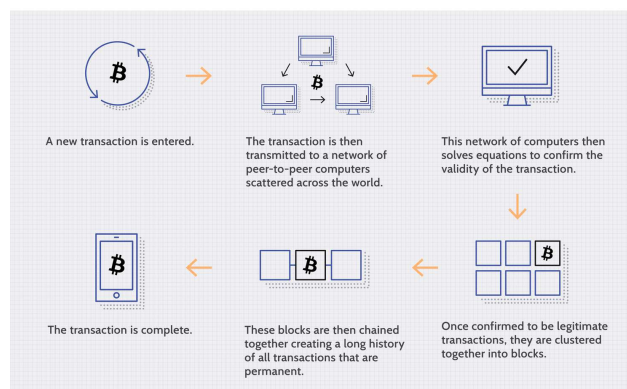 A new transaction is entered.
The transaction is then
transmitted to a network of
peer-to-peer computers
scattered across the world.
This network of computers then
solves equations to confirm the
validity of the transaction.
Once confirmed to be legitimate
transactions, they are clustered
together into blocks.
These blocks are then chained
together creating a long history
of all transactions that are
permanent.
The transaction is complete.